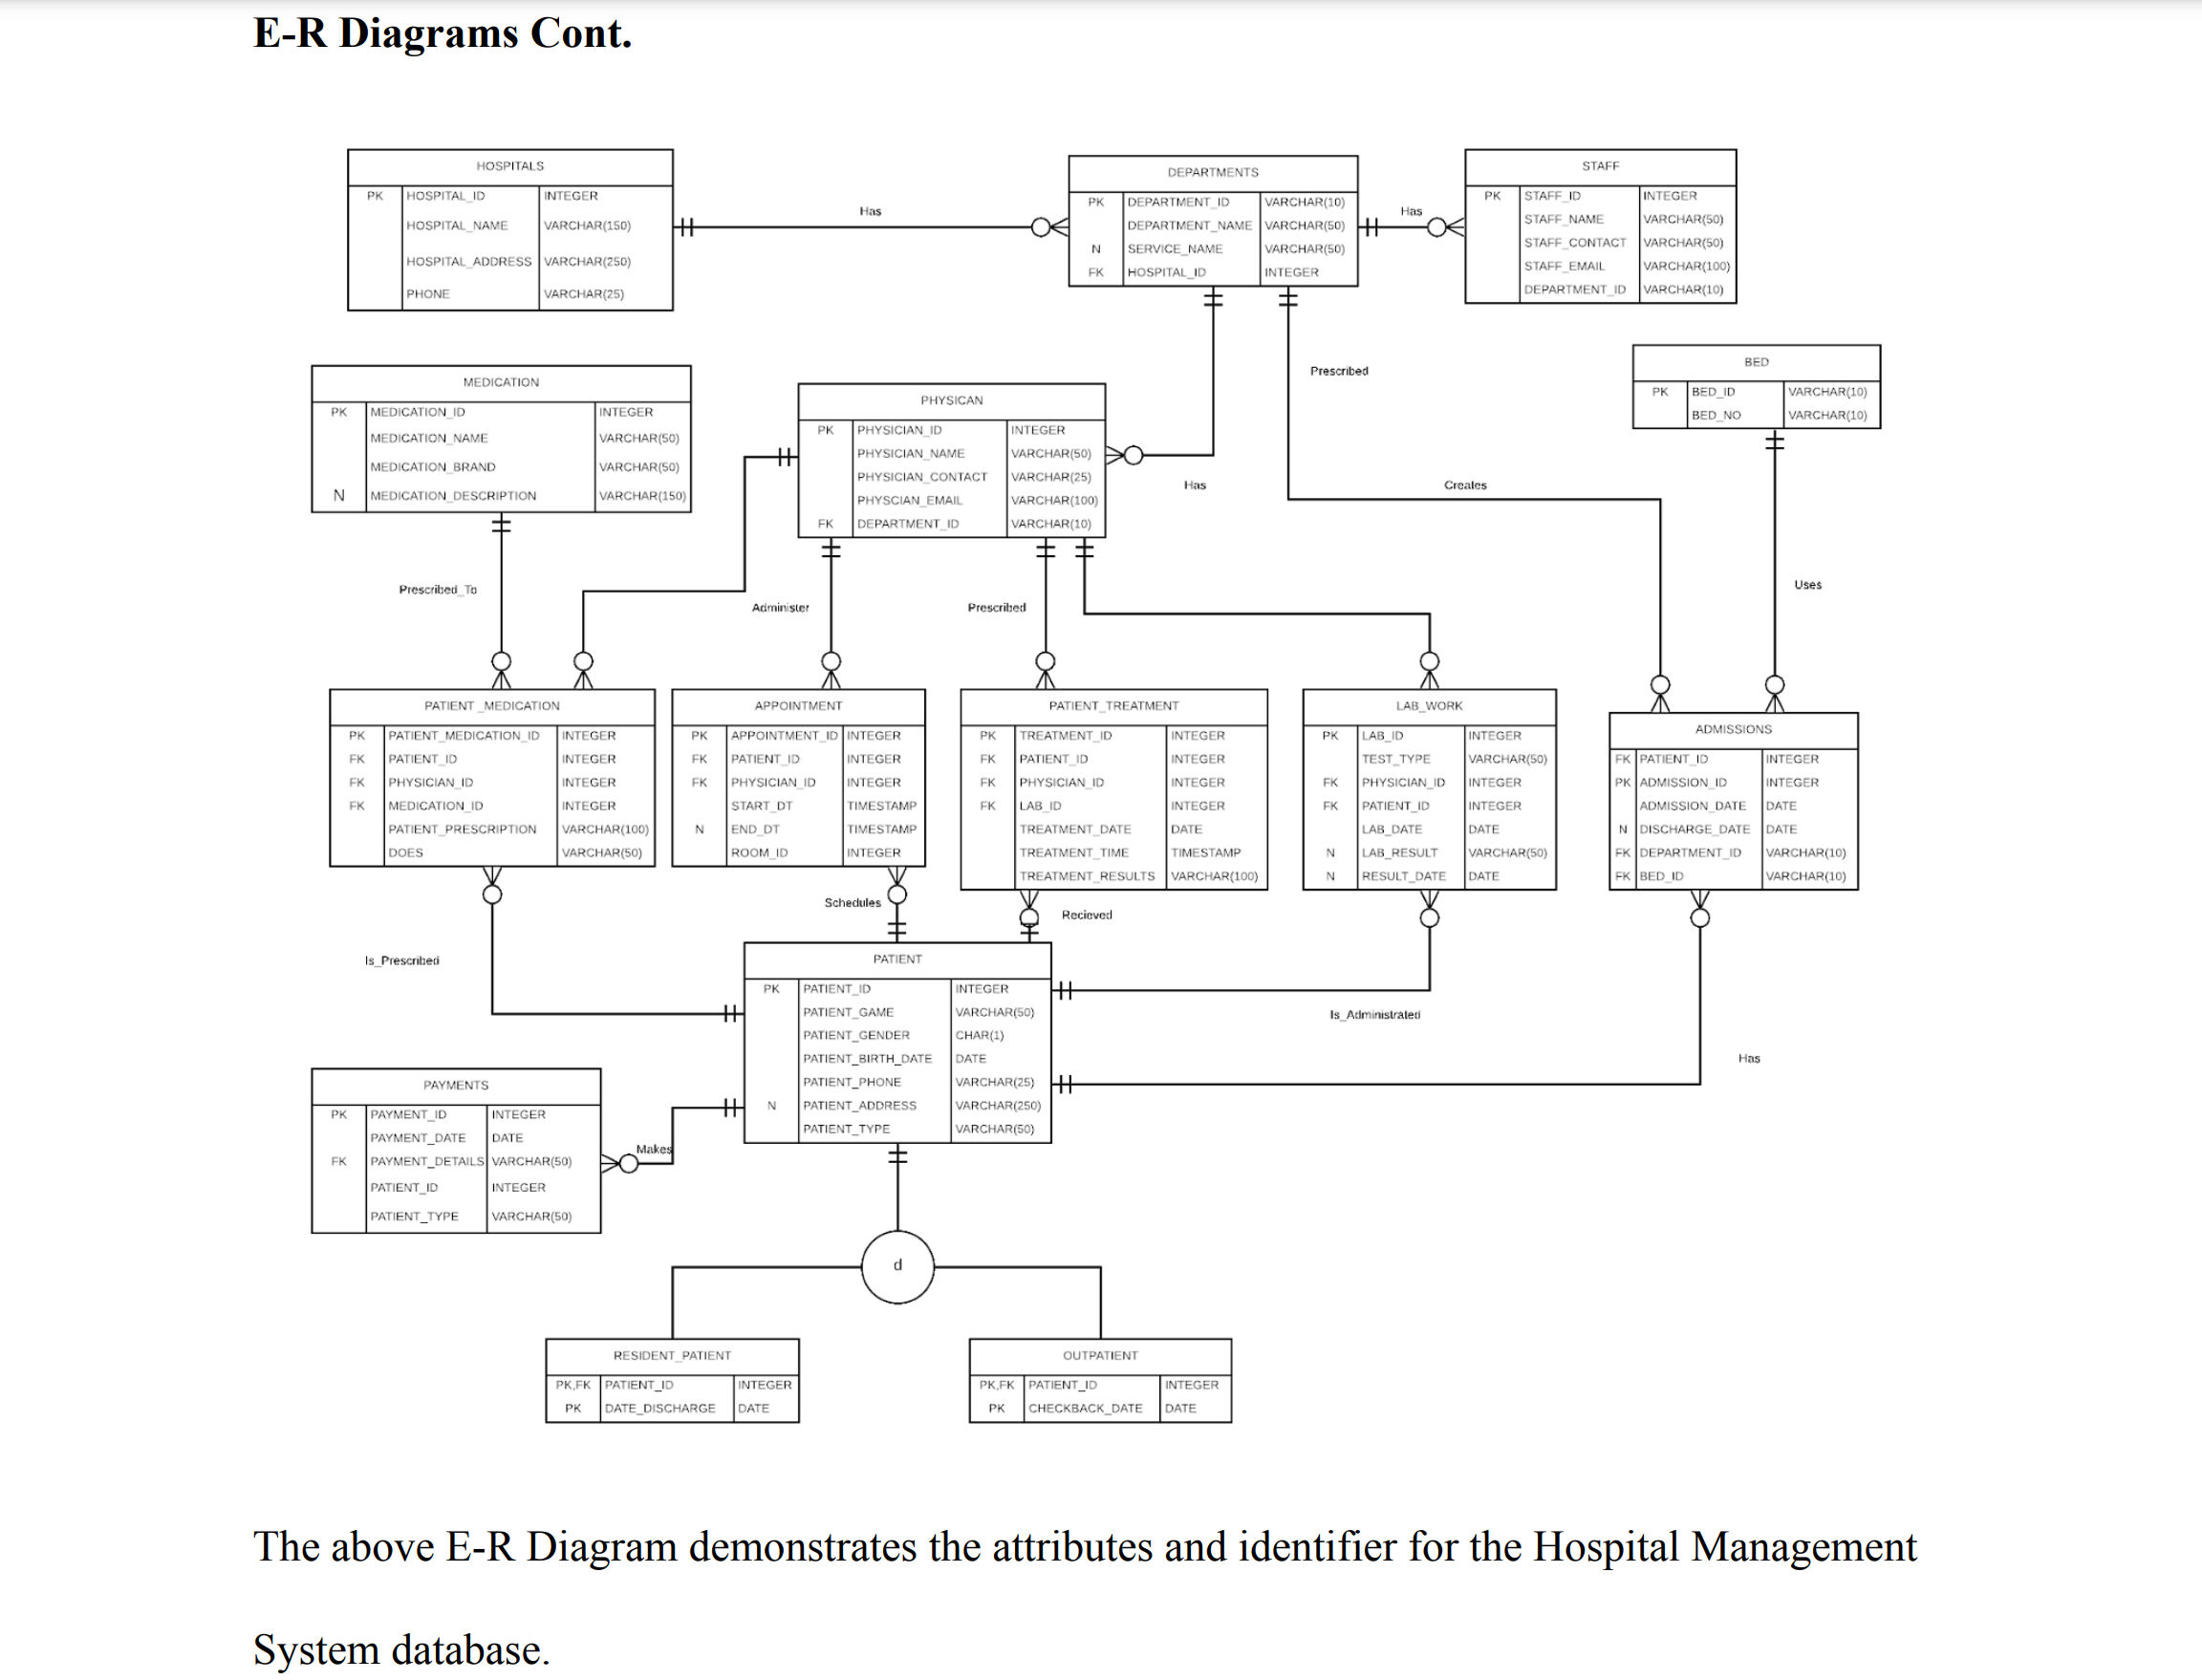 E-R Diagrams Cont.
HOSPITALS
PK HOSPITAL_ID INTEGER
HOSPITAL_NAME VARCHAR(150)
HOSPITAL_ADDRESS VARCHAR(250)
PHONE VARCHAR(25)
Has
DEPARTMENTS
PK DEPARTMENT_ID VARCHAR(10)
DEPARTMENT_NAME VARCHAR(50)
N SERVICE_NAME VARCHAR(50)
FK HOSPITAL_ID INTEGER
Has
STAFF
PK STAFF_ID INTEGER
STAFF_NAME VARCHAR(50)
STAFF_CONTACT VARCHAR(50)
STAFF_EMAIL VARCHAR(100)
DEPARTMENT_ID VARCHAR(10)
MEDICATION
PK MEDICATION_ID INTEGER
MEDICATION_NAME VARCHAR(50)
MEDICATION_BRAND VARCHAR(50)
N MEDICATION_DESCRIPTION VARCHAR(150)
PHYSICAN
PK PHYSICIAN_ID INTEGER
PHYSICIAN_NAME VARCHAR(50)
PHYSICIAN_CONTACT VARCHAR(25)
PHYSCIAN_EMAIL VARCHAR(100)
FK DEPARTMENT_ID VARCHAR(10)
Has
Prescribed
Creates
BED
PK BED_ID VARCHAR(10)
BED_NO VARCHAR(10)
Uses
Prescribed_To
Administer
Prescribed
PATIENT _MEDICATION
PK PATIENT_MEDICATION_ID INTEGER
FK PATIENT_ID INTEGER
FK PHYSICIAN_ID INTEGER
FK MEDICATION_ID INTEGER
PATIENT_PRESCRIPTION VARCHAR(100)
DOES VARCHAR(50)
APPOINTMENT
PK APPOINTMENT_ID INTEGER
FK PATIENT_ID INTEGER
FK PHYSICIAN_ID INTEGER
START_DT TIMESTAMP
N END_DT TIMESTAMP
ROOM_ID INTEGER
PATIENT_TREATMENT
PK TREATMENT_ID INTEGER
FK PATIENT_ID INTEGER
FK PHYSICIAN_ID INTEGER
FK LAB_ID INTEGER
TREATMENT_DATE DATE
TREATMENT_TIME TIMESTAMP
TREATMENT_RESULTS VARCHAR(100)
LAB_WORK
PK LAB_ID INTEGER
TEST_TYPE VARCHAR(50)
FK PHYSICIAN_ID INTEGER
FK PATIENT_ID INTEGER
LAB_DATE DATE
N LAB_RESULT VARCHAR(50)
N RESULT_DATE DATE
ADMISSIONS
FK PATIENT_ID INTEGER
PK ADMISSION_ID INTEGER
ADMISSION_DATE DATE
N DISCHARGE_DATE DATE
FK DEPARTMENT_ID VARCHAR(10)
FK BED_ID VARCHAR(10)
Schedules
Recieved
Is_Prescribed
PATIENT
PK PATIENT_ID INTEGER
PATIENT_GAME VARCHAR(50)
PATIENT_GENDER CHAR(1)
PATIENT_BIRTH_DATE DATE
PATIENT_PHONE VARCHAR(25)
N PATIENT_ADDRESS VARCHAR(250)
PATIENT_TYPE VARCHAR(50)
Is_Administrated
Has
PAYMENTS
PK PAYMENT_ID INTEGER
PAYMENT_DATE DATE
FK PAYMENT_DETAILS VARCHAR(50)
PATIENT_ID INTEGER
PATIENT_TYPE VARCHAR(50)
Makes
d
RESIDENT_PATIENT
PK,FK PATIENT_ID INTEGER
PK DATE_DISCHARGE DATE
OUTPATIENT
PK,FK PATIENT_ID INTEGER
PK CHECKBACK_DATE DATE
The above E-R Diagram demonstrates the attributes and identifier for the Hospital Management
System database.